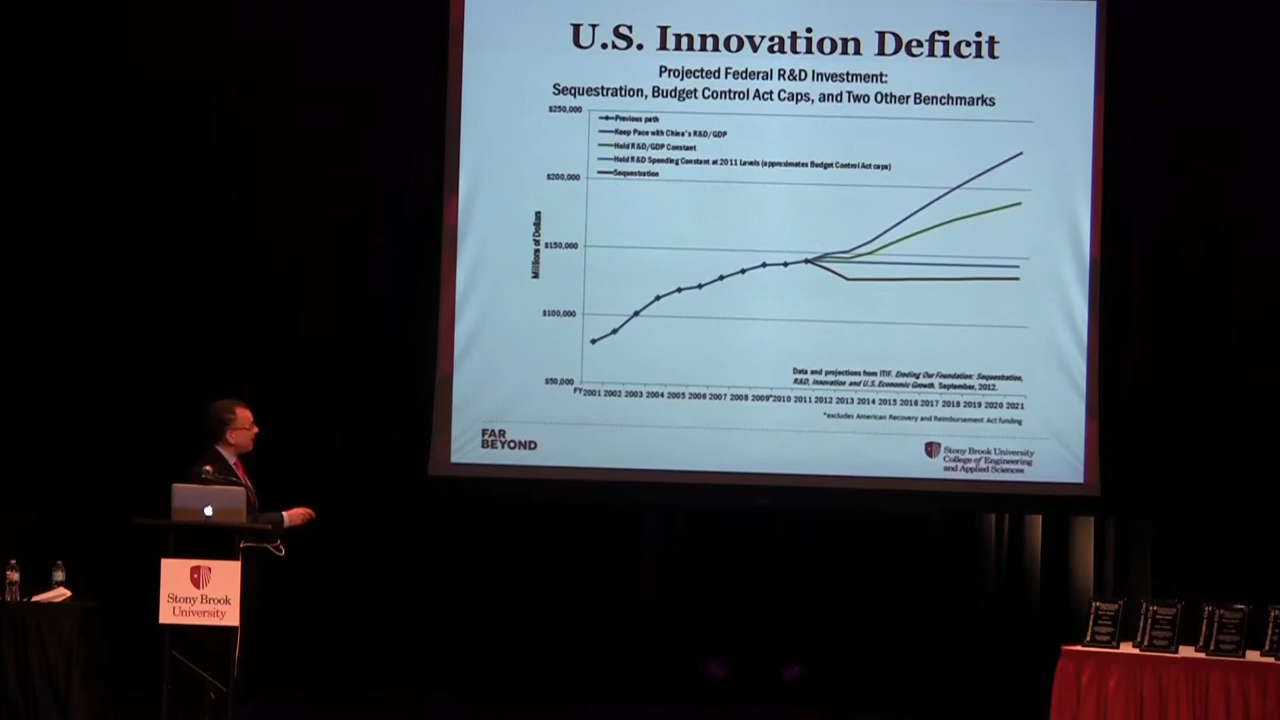 U.S. Innovation Deficit
Projected Federal R&D Investment:
Sequestration, Budget Control Act Caps, and Two Other Benchmarks
$250,000
Previous path
Keep Pace with China's R&D/GDP
Hold R&D/GDP Constant
Hold R&D Spending Constant at 2011 Levels (approximates Budget Control Act caps)
Sequestration
$200,000
Millions of Dollars
$150,000
$100,000
$50,000
Data and projections from ITIF. Eroding Our Foundation: Sequestration,
R&D, Innovation and U.S. Economic Growth. September, 2012.
FY 2001 2002 2003 2004 2005 2006 2007 2008 2009* 2010 2011 2012 2013 2014 2015 2016 2017 2018 2019 2020 2021
*excludes American Recovery and Reimbursement Act funding
FAR
BEYOND
Stony Brook University
College of Engineering
and Applied Sciences
Stony Brook
University